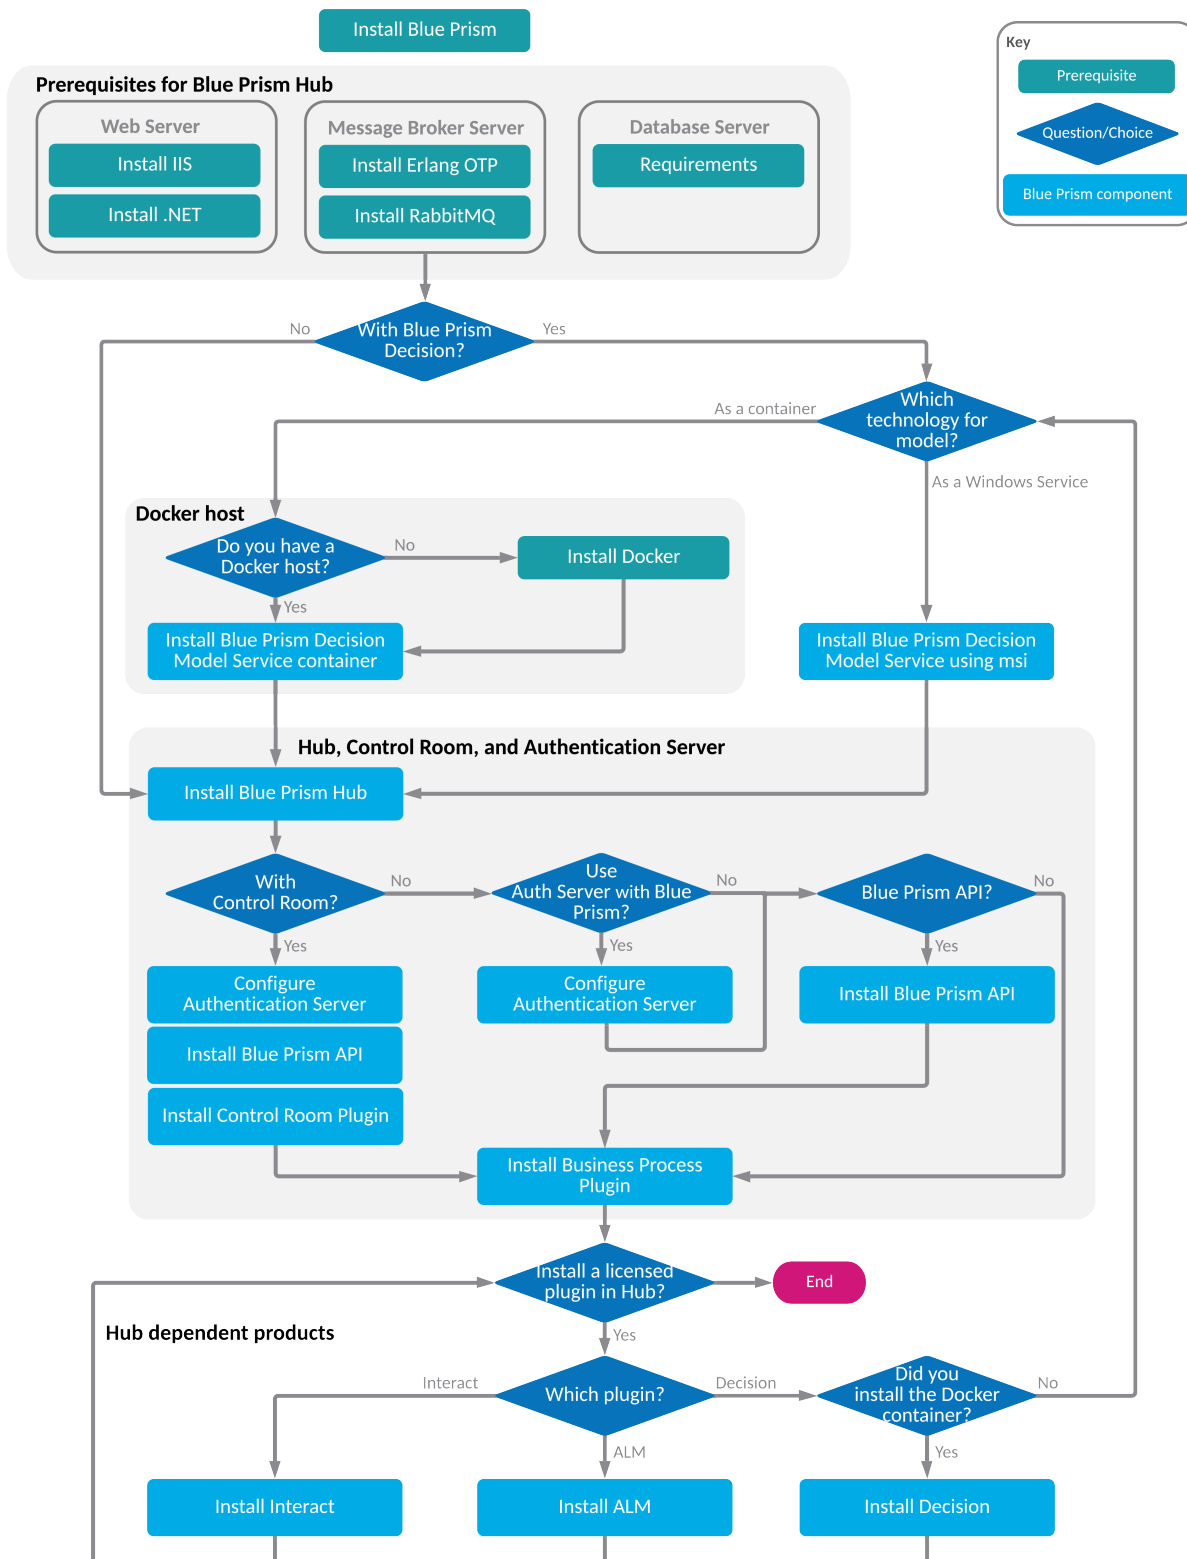 Install Blue Prism
Key
Prerequisite
Question/Choice
Blue Prism component
Prerequisites for Blue Prism Hub
Web Server
Install IIS
Install .NET
Message Broker Server
Install Erlang OTP
Install RabbitMQ
Database Server
Requirements
No
With Blue Prism
Decision?
Yes
As a container
Which
technology for
model?
As a Windows Service
Docker host
Do you have a
Docker host?
No
Install Docker
Yes
Install Blue Prism Decision
Model Service container
Install Blue Prism Decision
Model Service using msi
Hub, Control Room, and Authentication Server
Install Blue Prism Hub
With
Control Room?
No
Use
Auth Server with Blue
Prism?
No
Blue Prism API?
No
Yes
Yes
Yes
Configure
Authentication Server
Configure
Authentication Server
Install Blue Prism API
Install Blue Prism API
Install Control Room Plugin
Install Business Process
Plugin
Install a licensed
plugin in Hub?
End
Hub dependent products
Yes
Interact
Which plugin?
Decision
Did you
install the Docker
container?
No
ALM
Yes
Install Interact
Install ALM
Install Decision